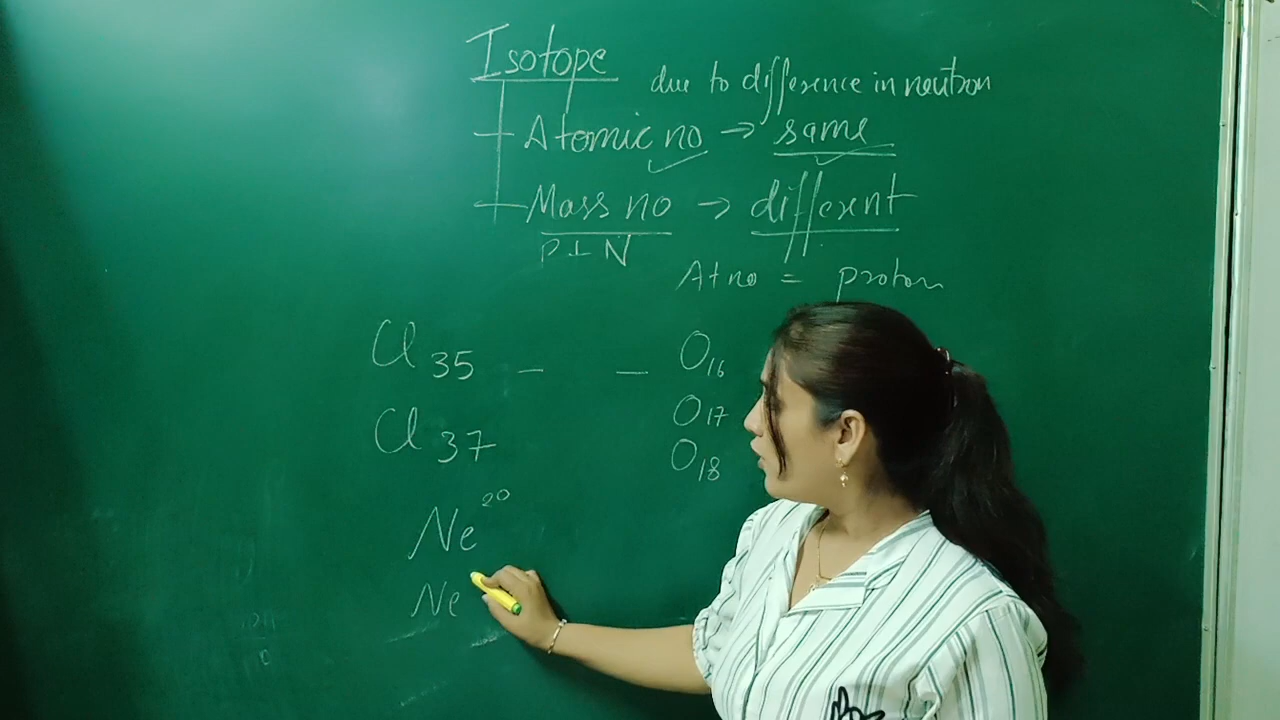 Isotope
due to difference in neutron
Atomic no → same
Mass no → different
P + N
At no = proton
Cl 35 - - O16
Cl 37 O17
O18
Ne 20
Ne